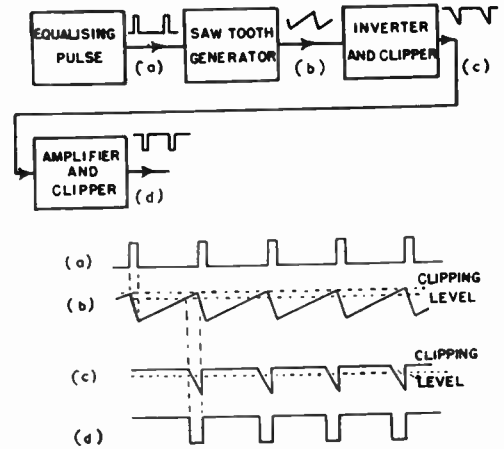 EQUALISING
PULSE
(a)
SAW TOOTH
GENERATOR
(b)
INVERTER
AND CLIPPER
(c)
AMPLIFIER
AND
CLIPPER
(d)
(a)
(b)
CLIPPING
LEVEL
(c)
CLIPPING
LEVEL
(d)